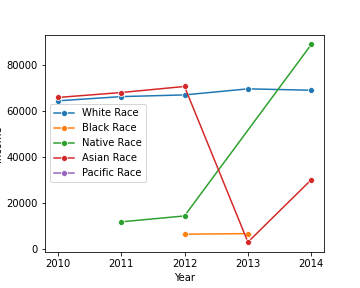 80000
60000
40000
20000
0
White Race
Black Race
Native Race
Asian Race
Pacific Race
2010 2011 2012 2013 2014
Year